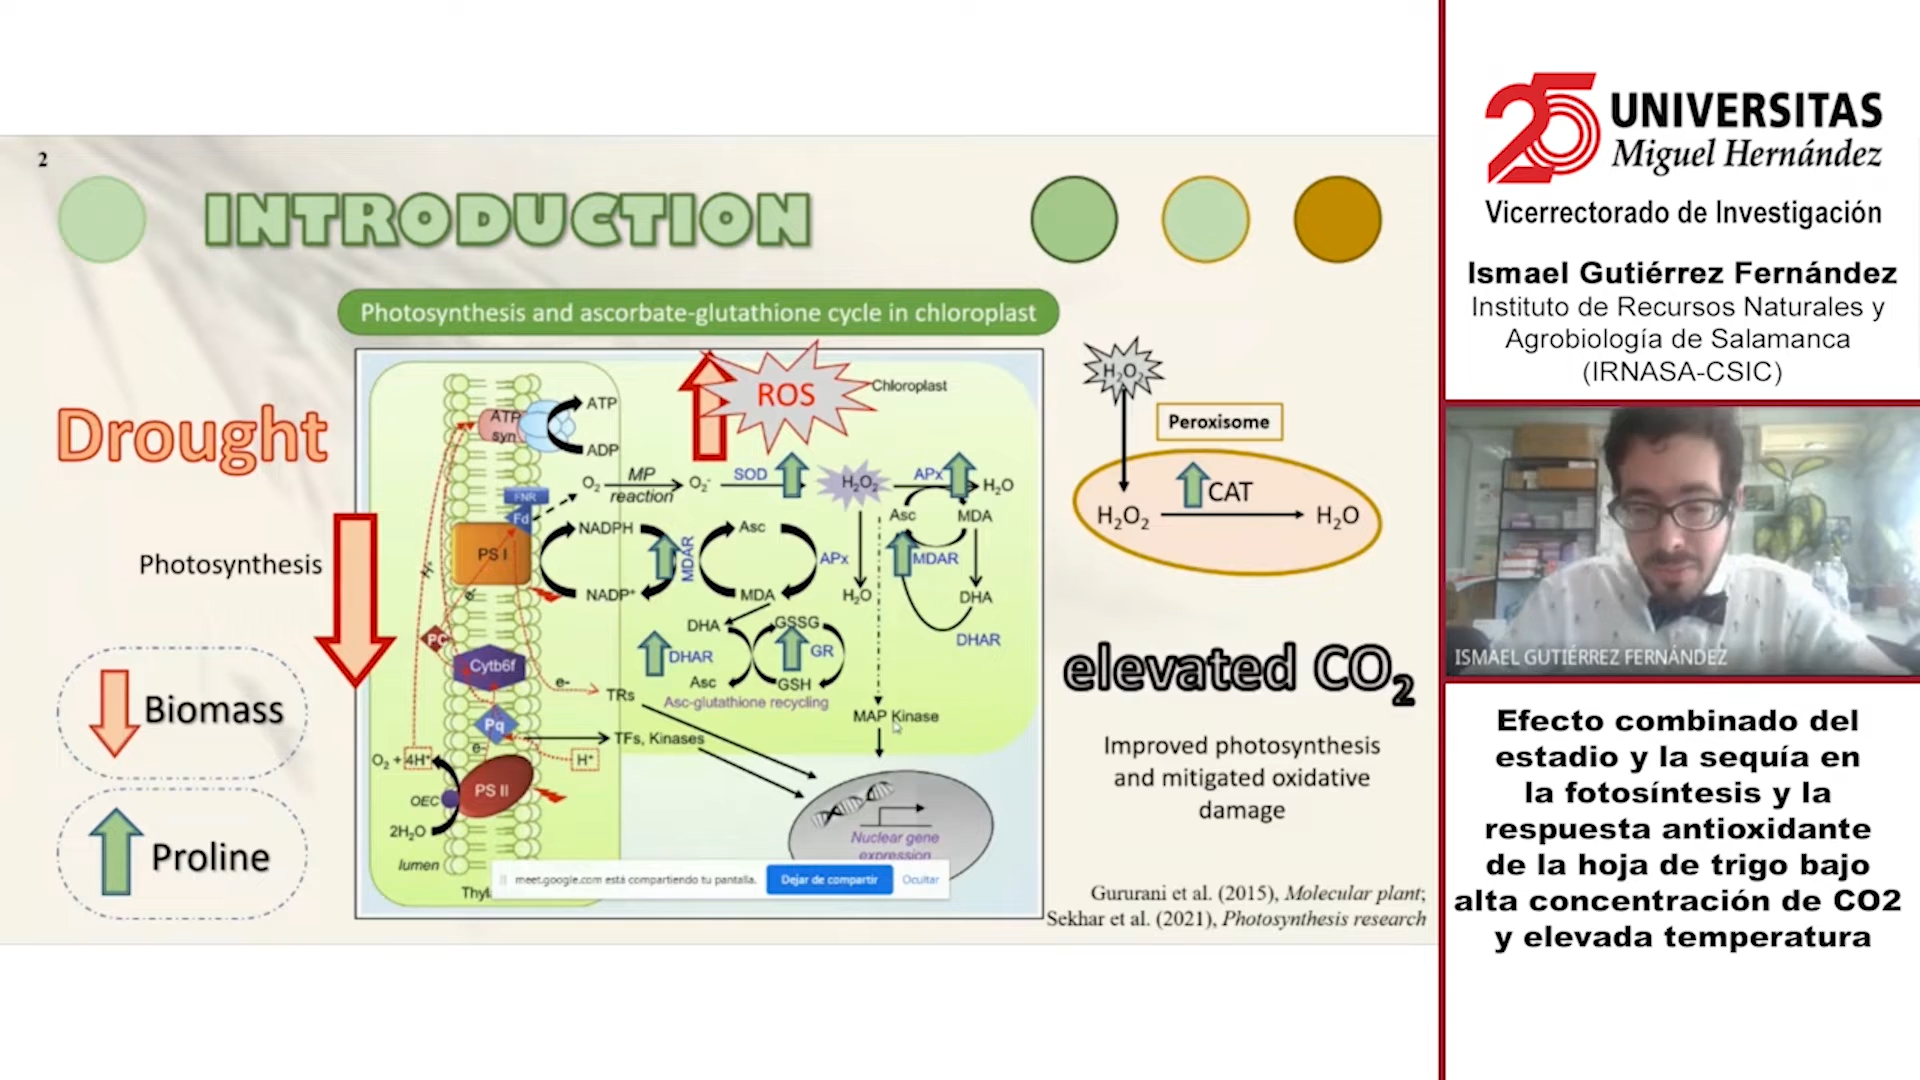 2
INTRODUCTION
Photosynthesis and ascorbate-glutathione cycle in chloroplast
Drought
Photosynthesis
Biomass
Proline
ROS
Chloroplast
ATP
syn
ATP
ADP
O₂
MP
reaction
O₂⁻
SOD
H₂O₂
APx
H₂O
FNR
Fd
PS I
NADPH
NADP⁺
MDAR
Asc
MDA
APx
H₂O
Asc
MDA
MDAR
DHA
DHAR
DHA
DHAR
Asc
GSSG
GR
GSH
Asc-glutathione recycling
PC
Cytb6f
e-
e-
TRs
MAP Kinase
Pq
TFs, Kinases
e-
H⁺
O₂ + 4H⁺
OEC
PS II
2H₂O
lumen
Thyl
Nuclear gene
expression
meet.google.com está compartiendo tu pantalla.
Dejar de compartir
Ocultar
H₂O₂
Peroxisome
CAT
H₂O₂
H₂O
elevated CO₂
Improved photosynthesis
and mitigated oxidative
damage
Gururani et al. (2015), Molecular plant;
Sekhar et al. (2021), Photosynthesis research
25 UNIVERSITAS
Miguel Hernández
Vicerrectorado de Investigación
Ismael Gutiérrez Fernández
Instituto de Recursos Naturales y
Agrobiología de Salamanca
(IRNASA-CSIC)
ISMAEL GUTIÉRREZ FERNÁNDEZ
Efecto combinado del
estadio y la sequía en
la fotosíntesis y la
respuesta antioxidante
de la hoja de trigo bajo
alta concentración de CO2
y elevada temperatura